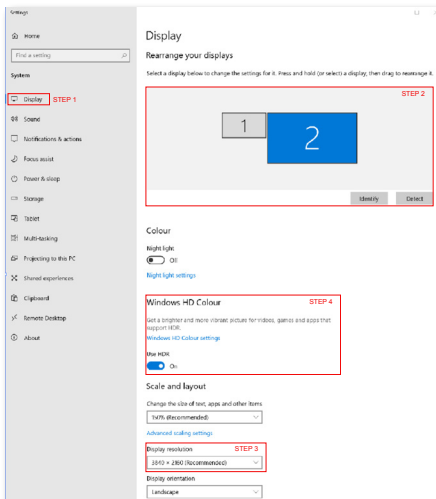 Settings
Home
Find a setting
System
Display STEP 1
Sound
Notifications & actions
Focus assist
Power & sleep
Storage
Tablet
Multi-tasking
Projecting to this PC
Shared experiences
Clipboard
Remote Desktop
About
Display
Rearrange your displays
Select a display below to change the settings for it. Press and hold (or select) a display, then drag to rearrange it.
STEP 2
1
2
Identify Detect
Colour
Night light
Off
Night light settings
Windows HD Colour STEP 4
Get a brighter and more vibrant picture for videos, games and apps that
support HDR.
Windows HD Colour settings
Use HDR
On
Scale and layout
Change the size of text, apps and other items
150% (Recommended)
Advanced scaling settings
Display resolution STEP 3
3840 × 2160 (Recommended)
Display orientation
Landscape